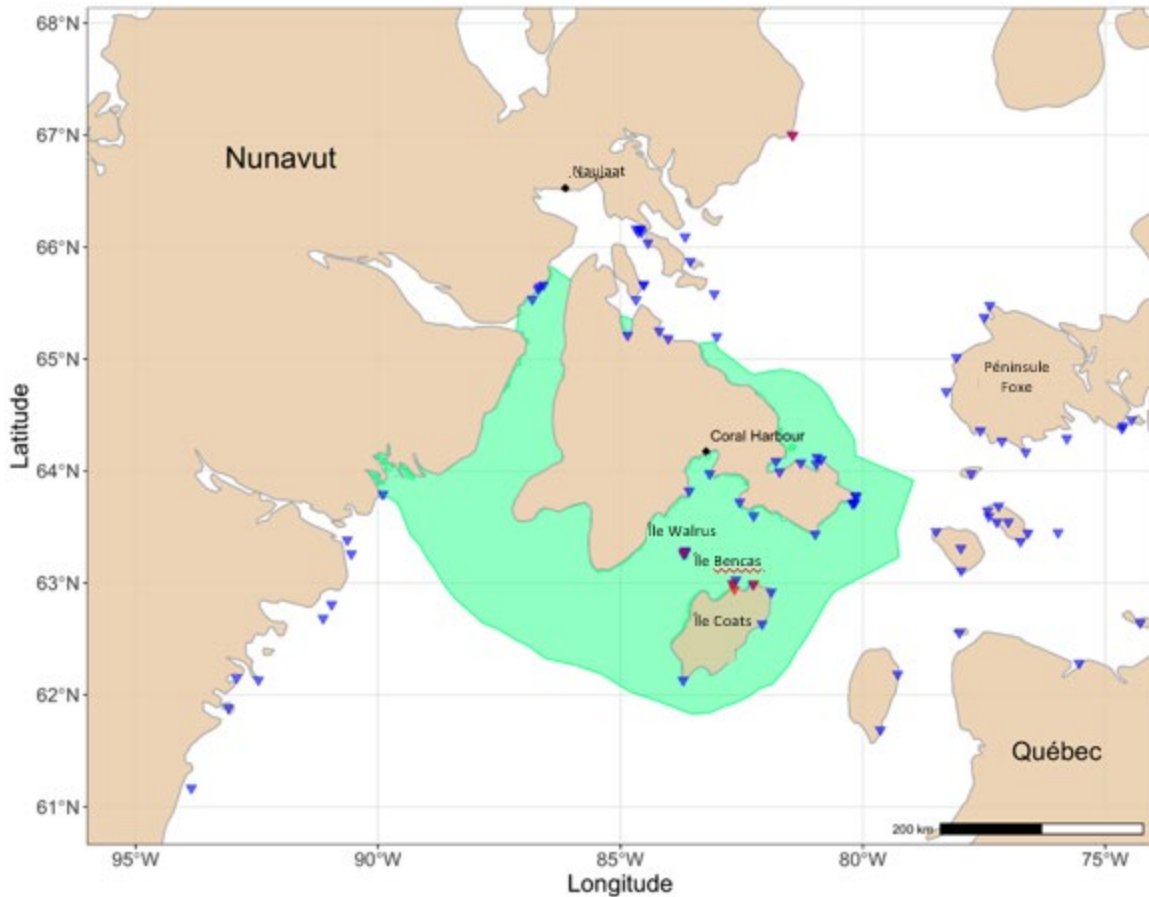 68°N
67°N
Nunavut
Naujaat
66°N
65°N
Péninsule
Foxe
Latitude
Coral Harbour
64°N
Île Walrus
63°N
Île Bencas
Île Coats
62°N
Québec
61°N
200 km
95°W
90°W
85°W
80°W
75°W
Longitude